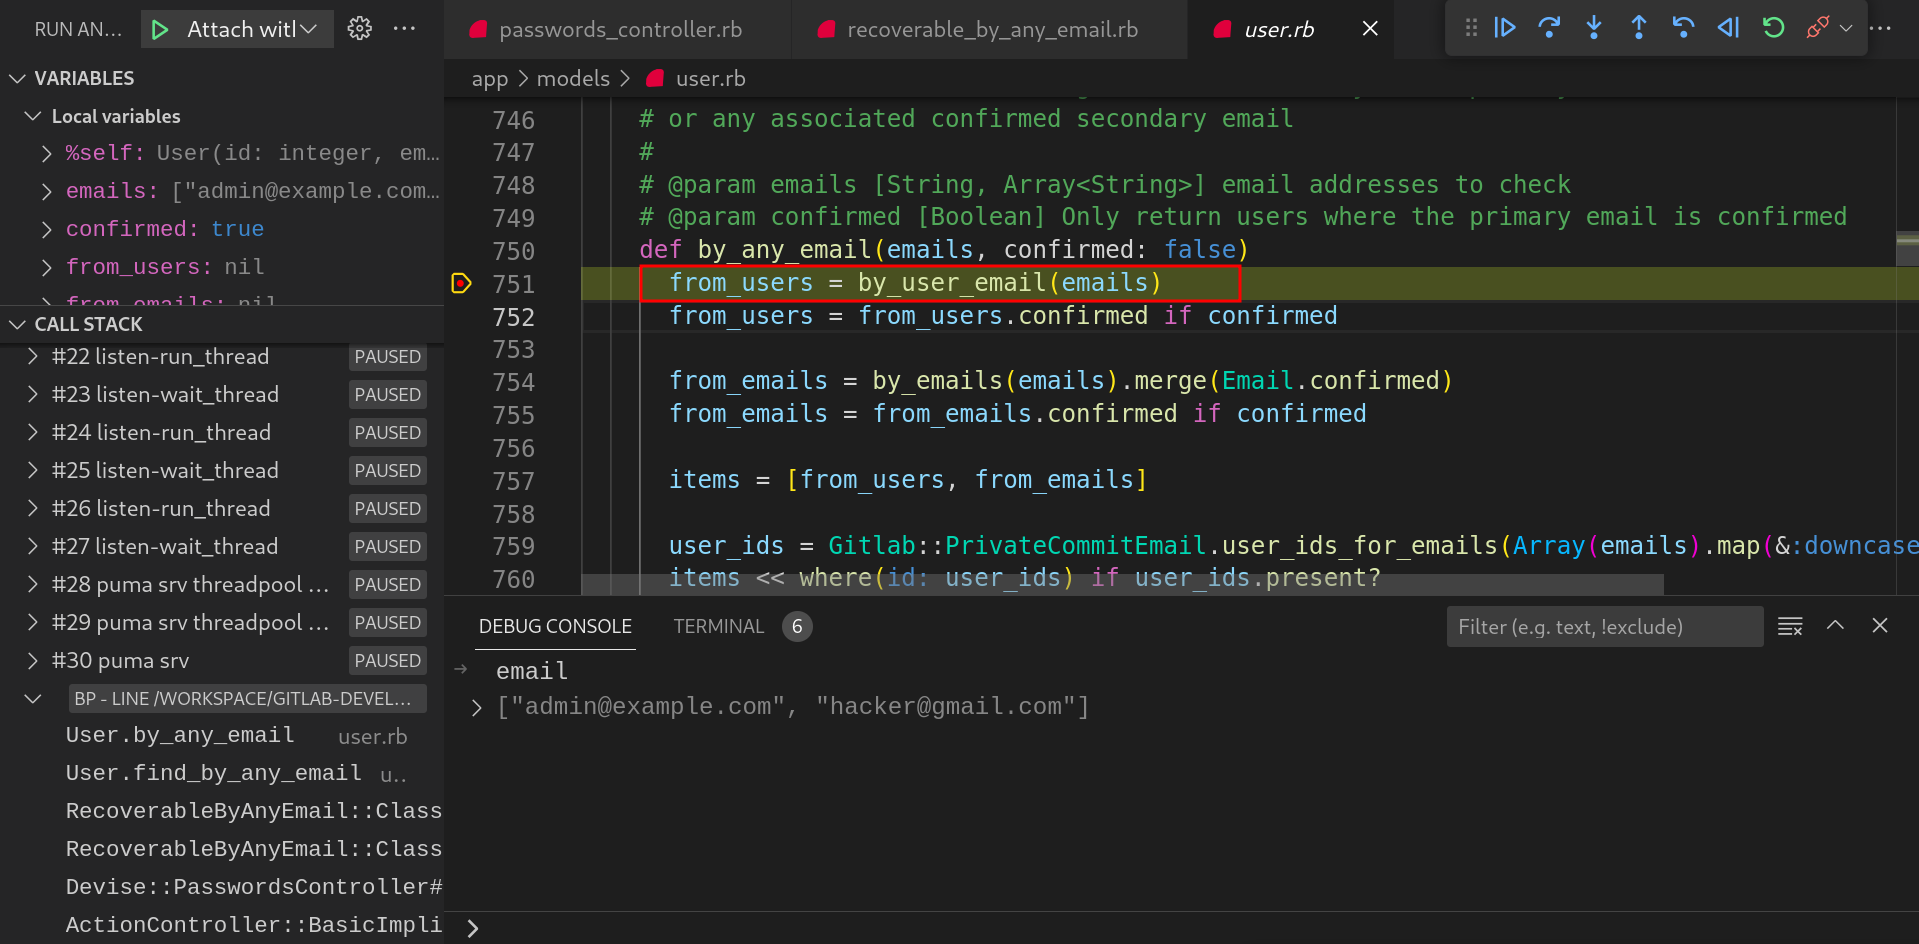 RUN AN...
Attach witl
VARIABLES
Local variables
%self: User(id: integer, em...
emails: ["admin@example.com...
confirmed: true
from_users: nil
from_emails: nil
CALL STACK
#22 listen-run_thread PAUSED
#23 listen-wait_thread PAUSED
#24 listen-run_thread PAUSED
#25 listen-wait_thread PAUSED
#26 listen-run_thread PAUSED
#27 listen-wait_thread PAUSED
#28 puma srv threadpool ... PAUSED
#29 puma srv threadpool ... PAUSED
#30 puma srv PAUSED
BP - LINE /WORKSPACE/GITLAB-DEVEL...
User.by_any_email user.rb
User.find_by_any_email u..
RecoverableByAnyEmail::Class
RecoverableByAnyEmail::Class
Devise::PasswordsController#
ActionController::BasicImpli
passwords_controller.rb recoverable_by_any_email.rb user.rb
app > models > user.rb
746 # or any associated confirmed secondary email
747 #
748 # @param emails [String, Array<String>] email addresses to check
749 # @param confirmed [Boolean] Only return users where the primary email is confirmed
750 def by_any_email(emails, confirmed: false)
751 from_users = by_user_email(emails)
752 from_users = from_users.confirmed if confirmed
753
754 from_emails = by_emails(emails).merge(Email.confirmed)
755 from_emails = from_emails.confirmed if confirmed
756
757 items = [from_users, from_emails]
758
759 user_ids = Gitlab::PrivateCommitEmail.user_ids_for_emails(Array(emails).map(&:downcase
760 items << where(id: user_ids) if user_ids.present?
DEBUG CONSOLE TERMINAL 6
Filter (e.g. text, !exclude)
email
["admin@example.com", "hacker@gmail.com"]